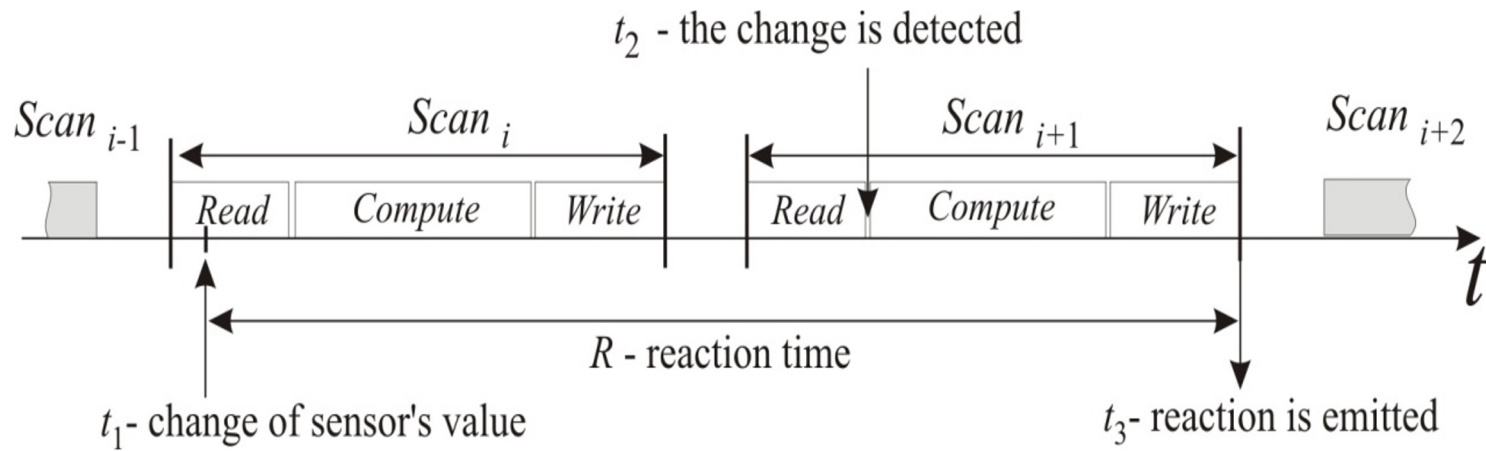 t₂ - the change is detected
Scan i-1
Scan i
Scan i+1
Scan i+2
Read
Compute
Write
Read
Compute
Write
t
R - reaction time
t₁- change of sensor's value
t₃- reaction is emitted